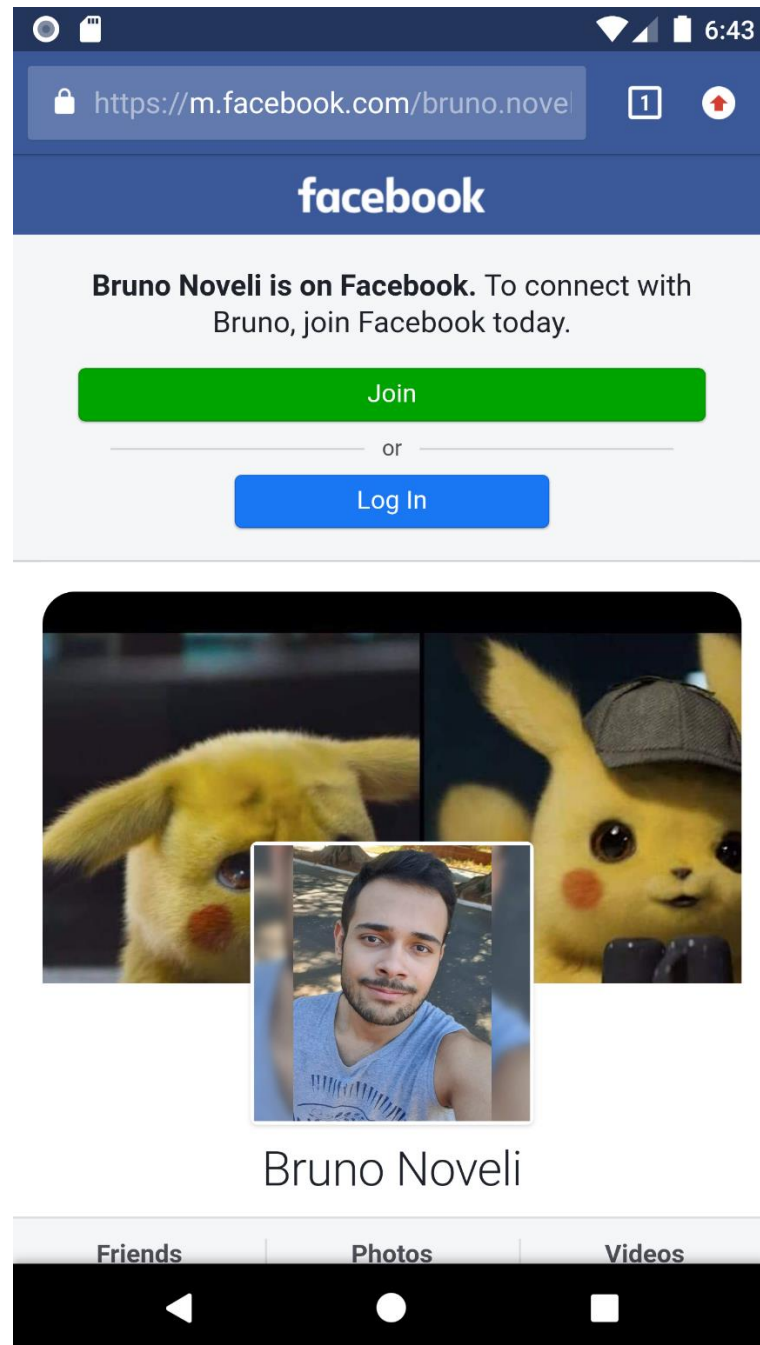 6:43
https://m.facebook.com/bruno.novel
1
facebook
Bruno Noveli is on Facebook. To connect with
Bruno, join Facebook today.
Join
or
Log In
Bruno Noveli
Friends Photos Videos